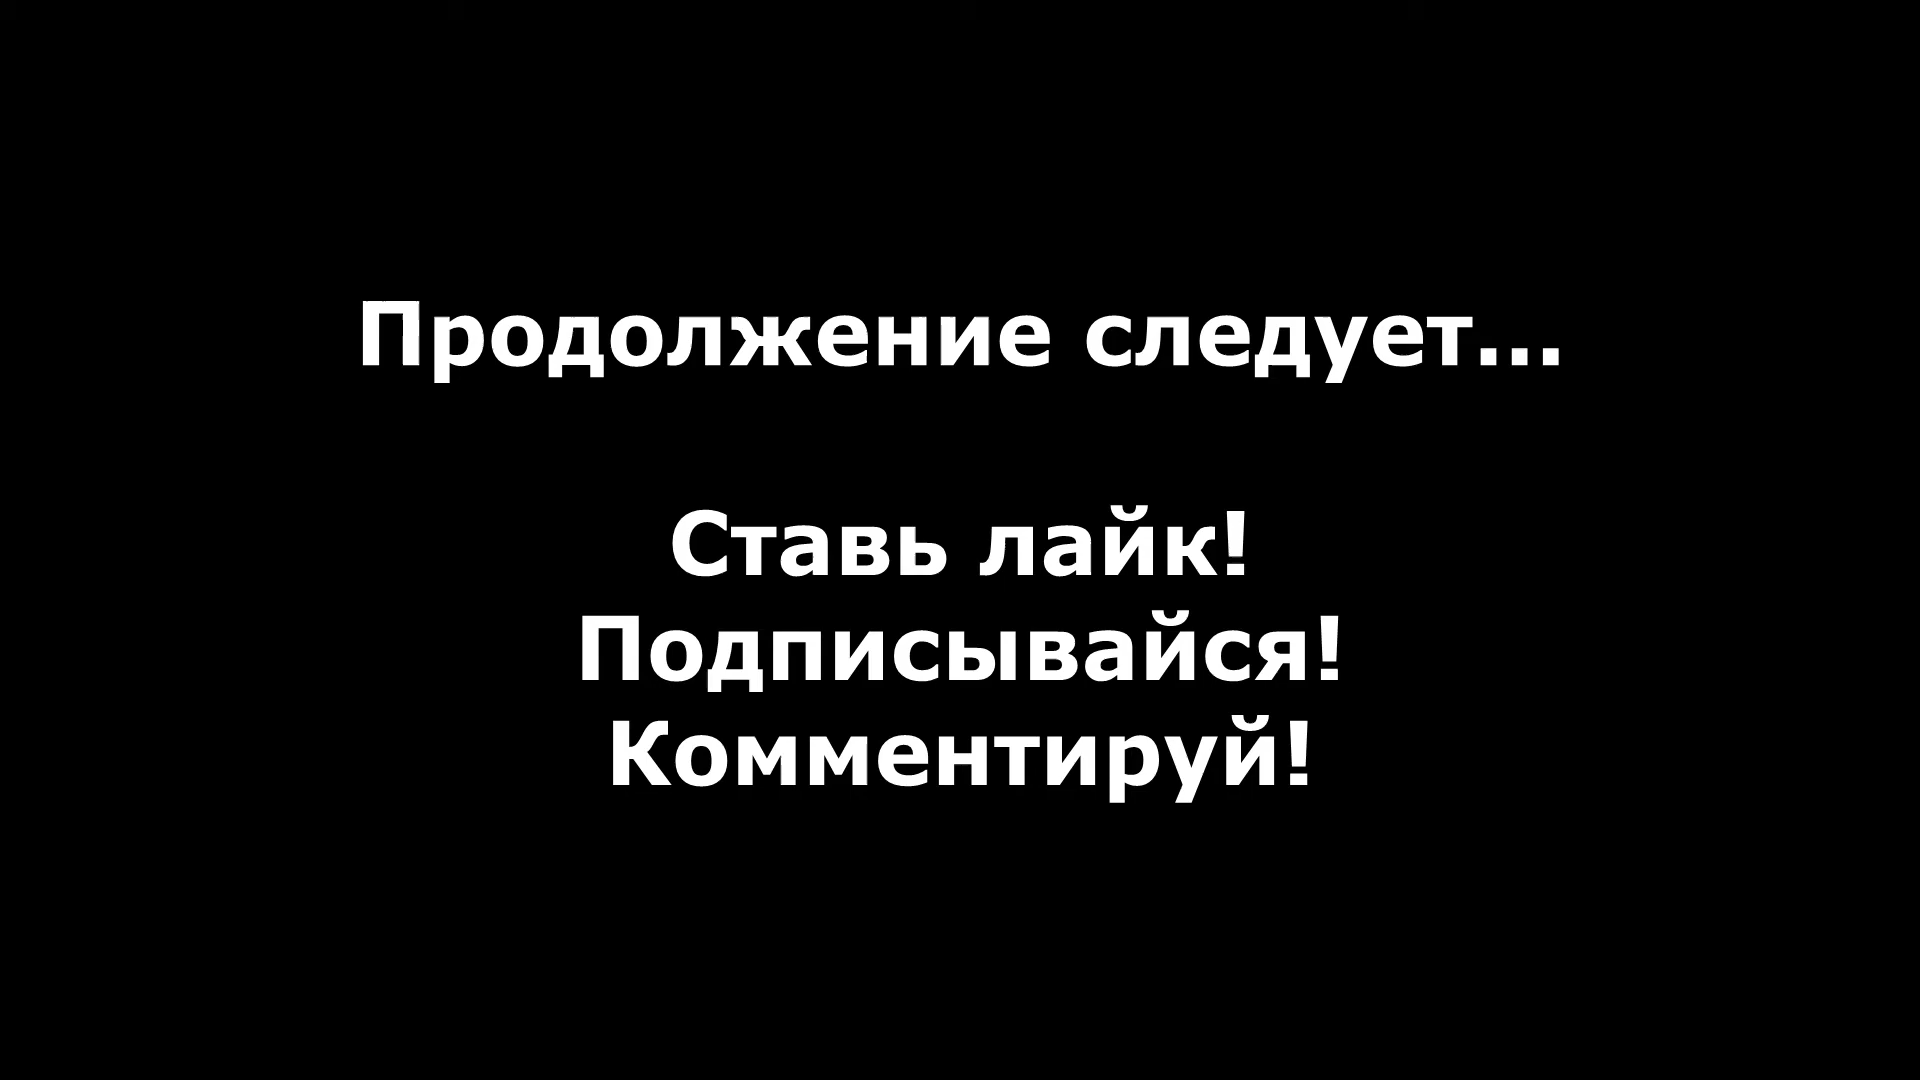 Продолжение следует...
Ставь лайк!
Подписывайся!
Комментируй!